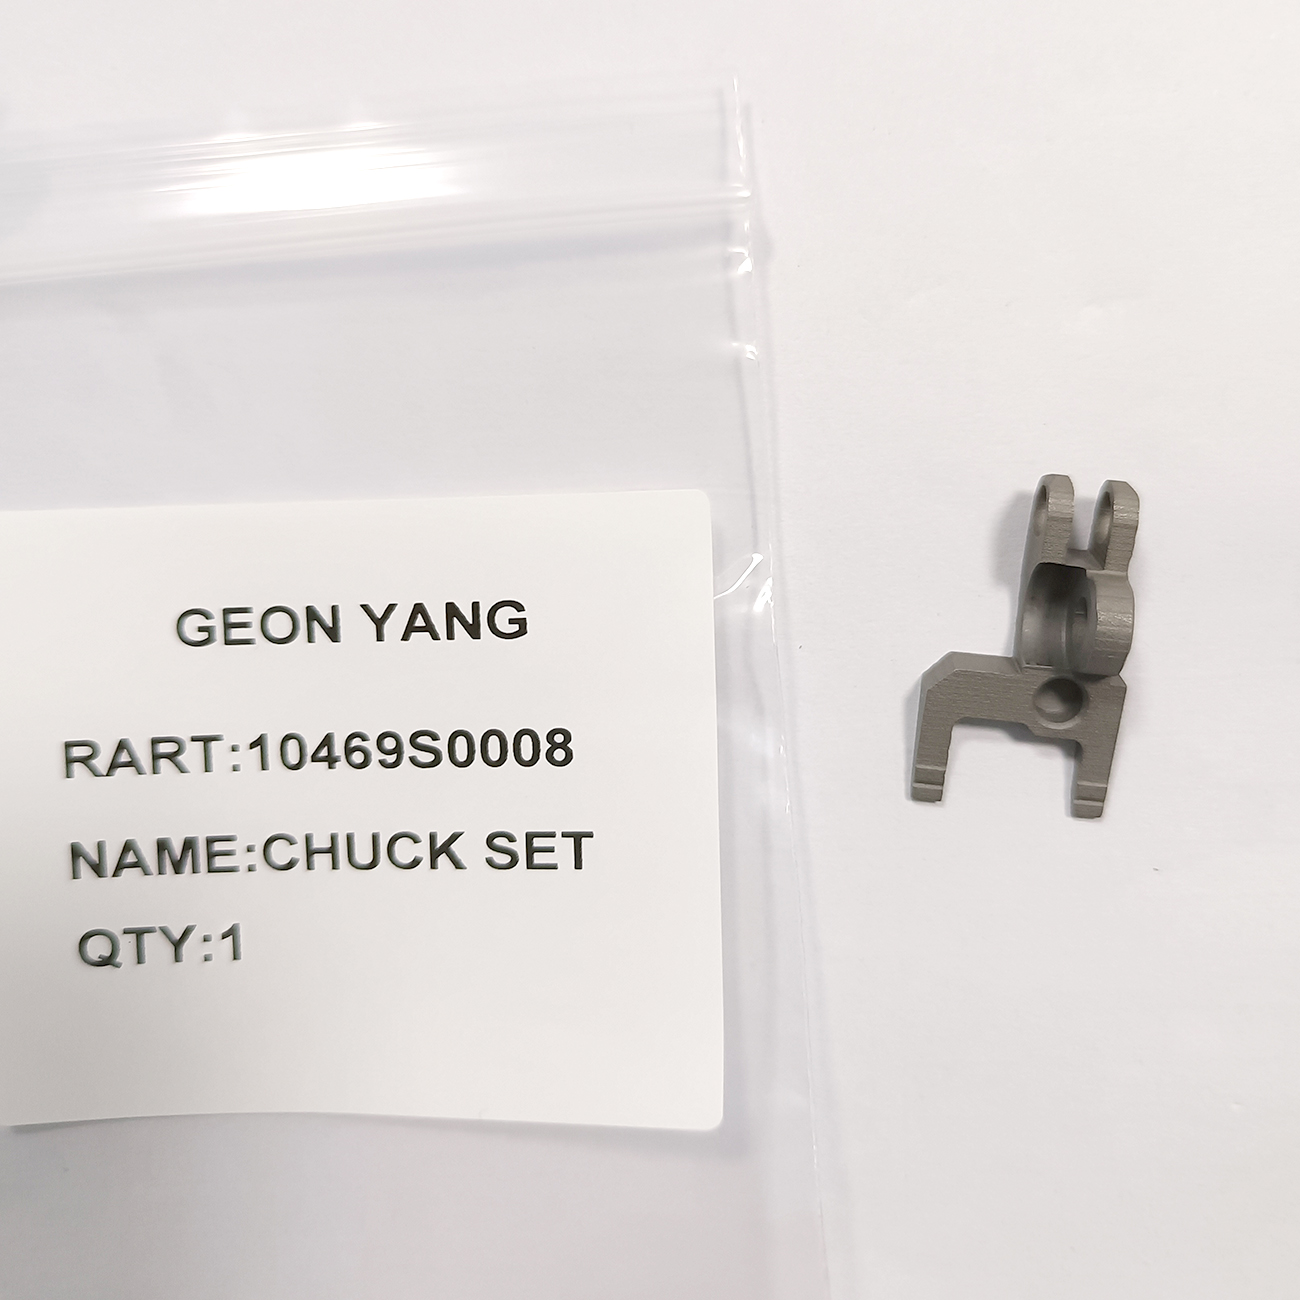 GEON YANG
RART:10469S0008
NAME:CHUCK SET
QTY:1